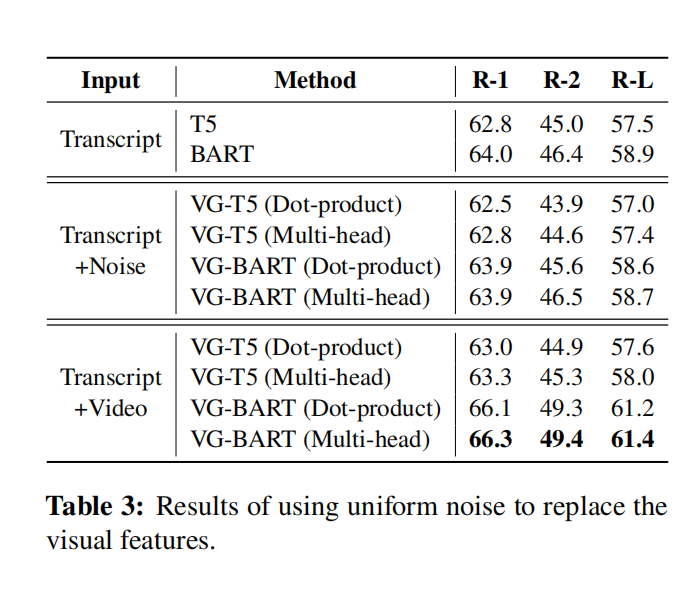 Input Method R-1 R-2 R-L
Transcript
T5 62.8 45.0 57.5
BART 64.0 46.4 58.9
Transcript
+Noise
VG-T5 (Dot-product) 62.5 43.9 57.0
VG-T5 (Multi-head) 62.8 44.6 57.4
VG-BART (Dot-product) 63.9 45.6 58.6
VG-BART (Multi-head) 63.9 46.5 58.7
Transcript
+Video
VG-T5 (Dot-product) 63.0 44.9 57.6
VG-T5 (Multi-head) 63.3 45.3 58.0
VG-BART (Dot-product) 66.1 49.3 61.2
VG-BART (Multi-head) 66.3 49.4 61.4
Table 3: Results of using uniform noise to replace the
visual features.